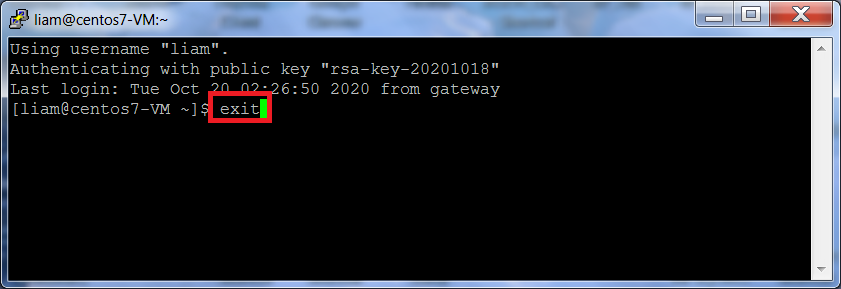 liam@centos7-VM:~
Using username "liam".
Authenticating with public key "rsa-key-20201018"
Last login: Tue Oct 20 02:26:50 2020 from gateway
[liam@centos7-VM ~]$ exit